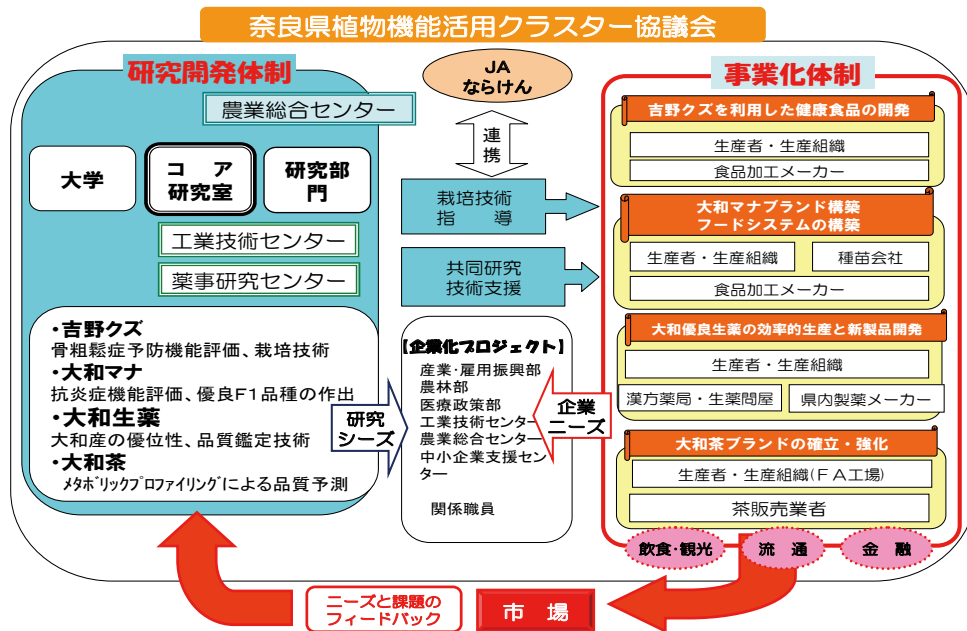 奈良県植物機能活用クラスター協議会
研究開発体制
農業総合センター
大学
コ ア
研究室
研究部
門
工業技術センター
薬事研究センター
・吉野クズ
骨粗鬆症予防機能評価、栽培技術
・大和マナ
抗炎症機能評価、優良F1品種の作出
・大和生薬
大和産の優位性、品質鑑定技術
・大和茶
メタボリックプロファイリングによる品質予測
JA
ならけん
連
携
栽培技術
指 導
共同研究
技術支援
【企業化プロジェクト】
産業・雇用振興部
農林部
医療政策部
工業技術センター
農業総合センター
中小企業支援セン
ター
関係職員
研究
シーズ
企業
ニーズ
事業化体制
吉野クズを利用した健康食品の開発
生産者・生産組織
食品加工メーカー
大和マナブランド構築
フードシステムの構築
生産者・生産組織
種苗会社
食品加工メーカー
大和優良生薬の効率的生産と新製品開発
生産者・生産組織
漢方薬局・生薬問屋
県内製薬メーカー
大和茶ブランドの確立・強化
生産者・生産組織(FA工場)
茶販売業者
飲食・観光
流 通
金 融
ニーズと課題の
フィードバック
市 場